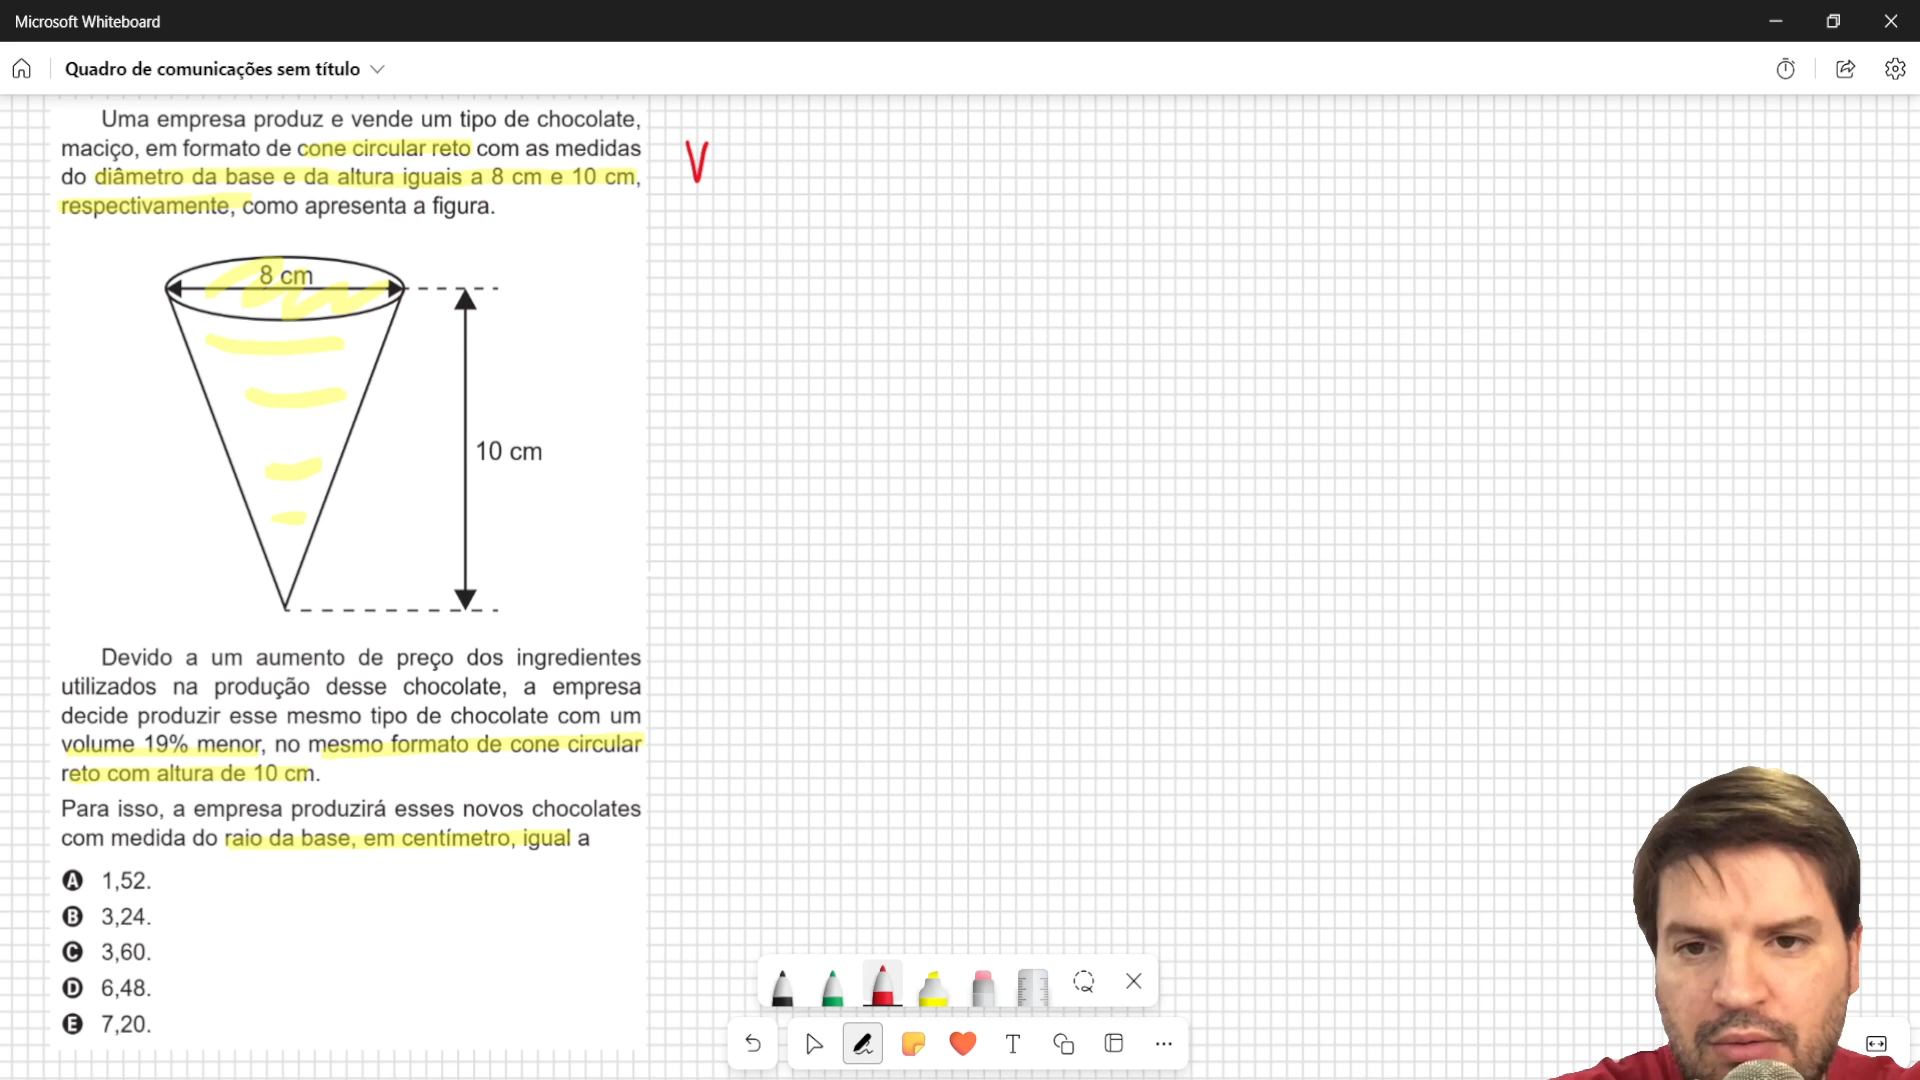 Microsoft Whiteboard
Quadro de comunicações sem título
Uma empresa produz e vende um tipo de chocolate,
maciço, em formato de cone circular reto com as medidas
do diâmetro da base e da altura iguais a 8 cm e 10 cm,
respectivamente, como apresenta a figura.
V
8 cm
10 cm
Devido a um aumento de preço dos ingredientes
utilizados na produção desse chocolate, a empresa
decide produzir esse mesmo tipo de chocolate com um
volume 19% menor, no mesmo formato de cone circular
reto com altura de 10 cm.
Para isso, a empresa produzirá esses novos chocolates
com medida do raio da base, em centímetro, igual a
A 1,52.
B 3,24.
C 3,60.
D 6,48.
E 7,20.
T